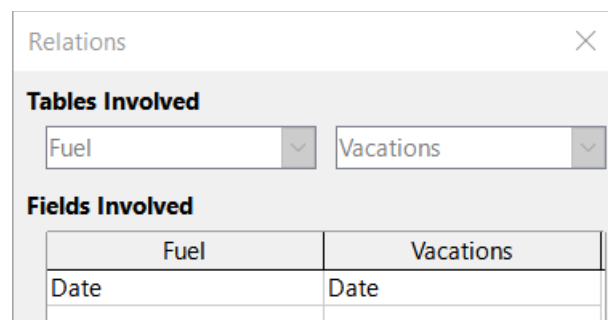 Relations
Tables Involved
Fuel Vacations
Fields Involved
Fuel Vacations
Date Date